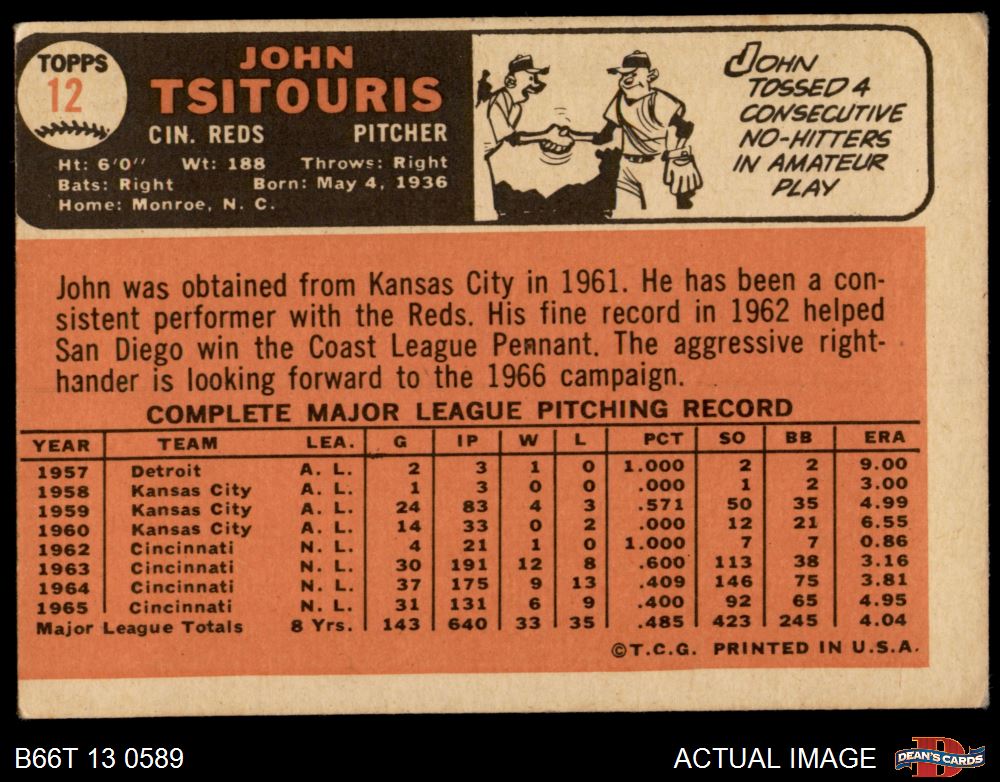 TOPPS
12
JOHN
TSITOURIS
CIN. REDS PITCHER
Ht: 6'0" Wt: 188 Throws: Right
Bats: Right Born: May 4, 1936
Home: Monroe, N. C.
JOHN
TOSSED 4
CONSECUTIVE
NO-HITTERS
IN AMATEUR
PLAY
John was obtained from Kansas City in 1961. He has been a con-
sistent performer with the Reds. His fine record in 1962 helped
San Diego win the Coast League Pennant. The aggressive right-
hander is looking forward to the 1966 campaign.
COMPLETE MAJOR LEAGUE PITCHING RECORD
YEAR TEAM LEA. G IP W L PCT SO BB ERA
1957 Detroit A. L. 2 3 1 0 1.000 2 2 9.00
1958 Kansas City A. L. 1 3 0 0 .000 1 2 3.00
1959 Kansas City A. L. 24 83 4 3 .571 50 35 4.99
1960 Kansas City A. L. 14 33 0 2 .000 12 21 6.55
1962 Cincinnati N. L. 4 21 1 0 1.000 7 7 0.86
1963 Cincinnati N. L. 30 191 12 8 .600 113 38 3.16
1964 Cincinnati N. L. 37 175 9 13 .409 146 75 3.81
1965 Cincinnati N. L. 31 131 6 9 .400 92 65 4.95
Major League Totals 8 Yrs. 143 640 33 35 .485 423 245 4.04
©T.C.G. PRINTED IN U.S.A.
B66T 13 0589 ACTUAL IMAGE D DEAN'S CARDS